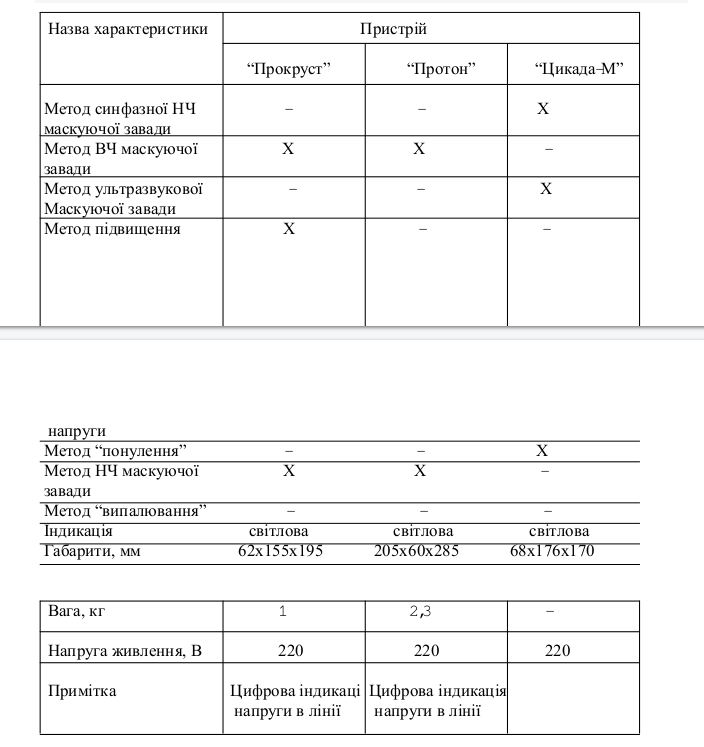 Назва характеристики Пристрій
“Прокруст” “Протон” “Цикада–М”
Метод синфазної НЧ – – X
маскуючої завади
Метод ВЧ маскуючої X X –
завади
Метод ультразвукової – – X
Маскуючої завади
Метод підвищення X – –
напруги
Метод “понулення” – – X
Метод НЧ маскуючої X X –
завади
Метод “випалювання” – – –
Індикація світлова світлова світлова
Габарити, мм 62x155x195 205x60x285 68x176x170
Вага, кг 1 2,3 –
Напруга живлення, В 220 220 220
Примітка Цифрова індикаці Цифрова індикація
напруги в лінії напруги в лінії